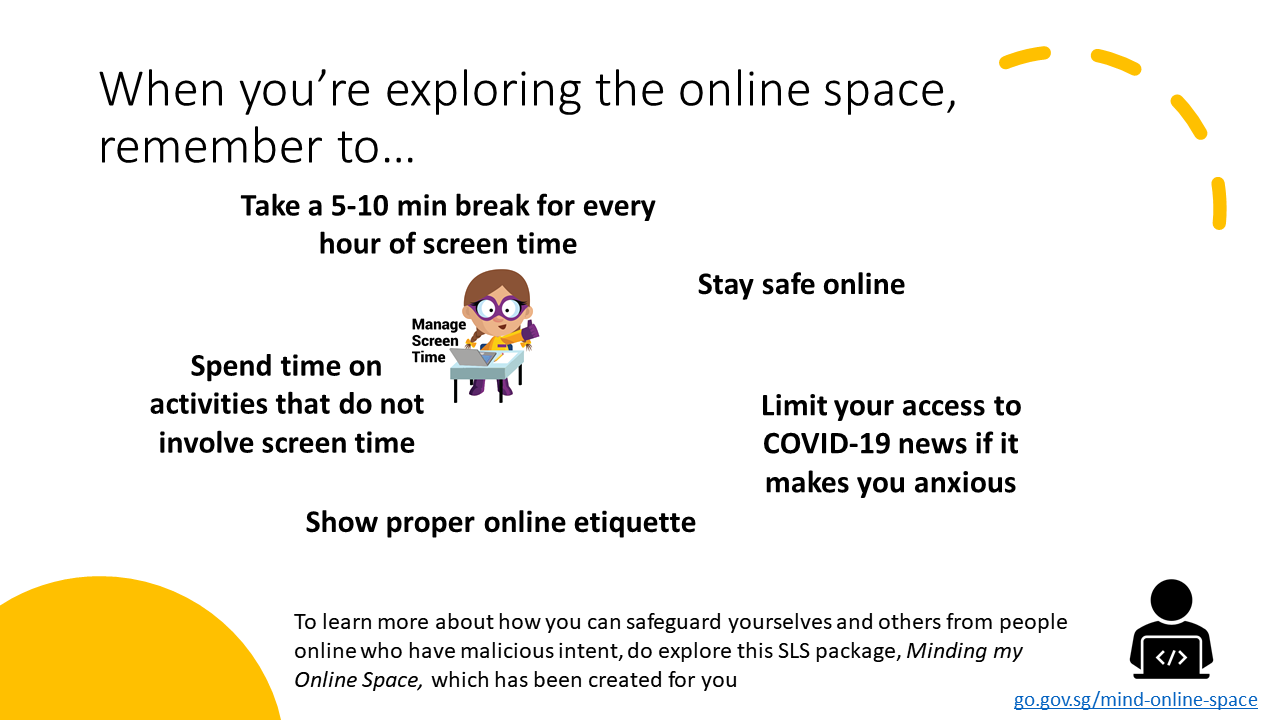 When you’re exploring the online space,
remember to…
Take a 5-10 min break for every
hour of screen time
Stay safe online
Manage
Screen
Time
Spend time on
activities that do not
involve screen time
Limit your access to
COVID-19 news if it
makes you anxious
Show proper online etiquette
To learn more about how you can safeguard yourselves and others from people
online who have malicious intent, do explore this SLS package, Minding my
Online Space, which has been created for you
</>
go.gov.sg/mind-online-space